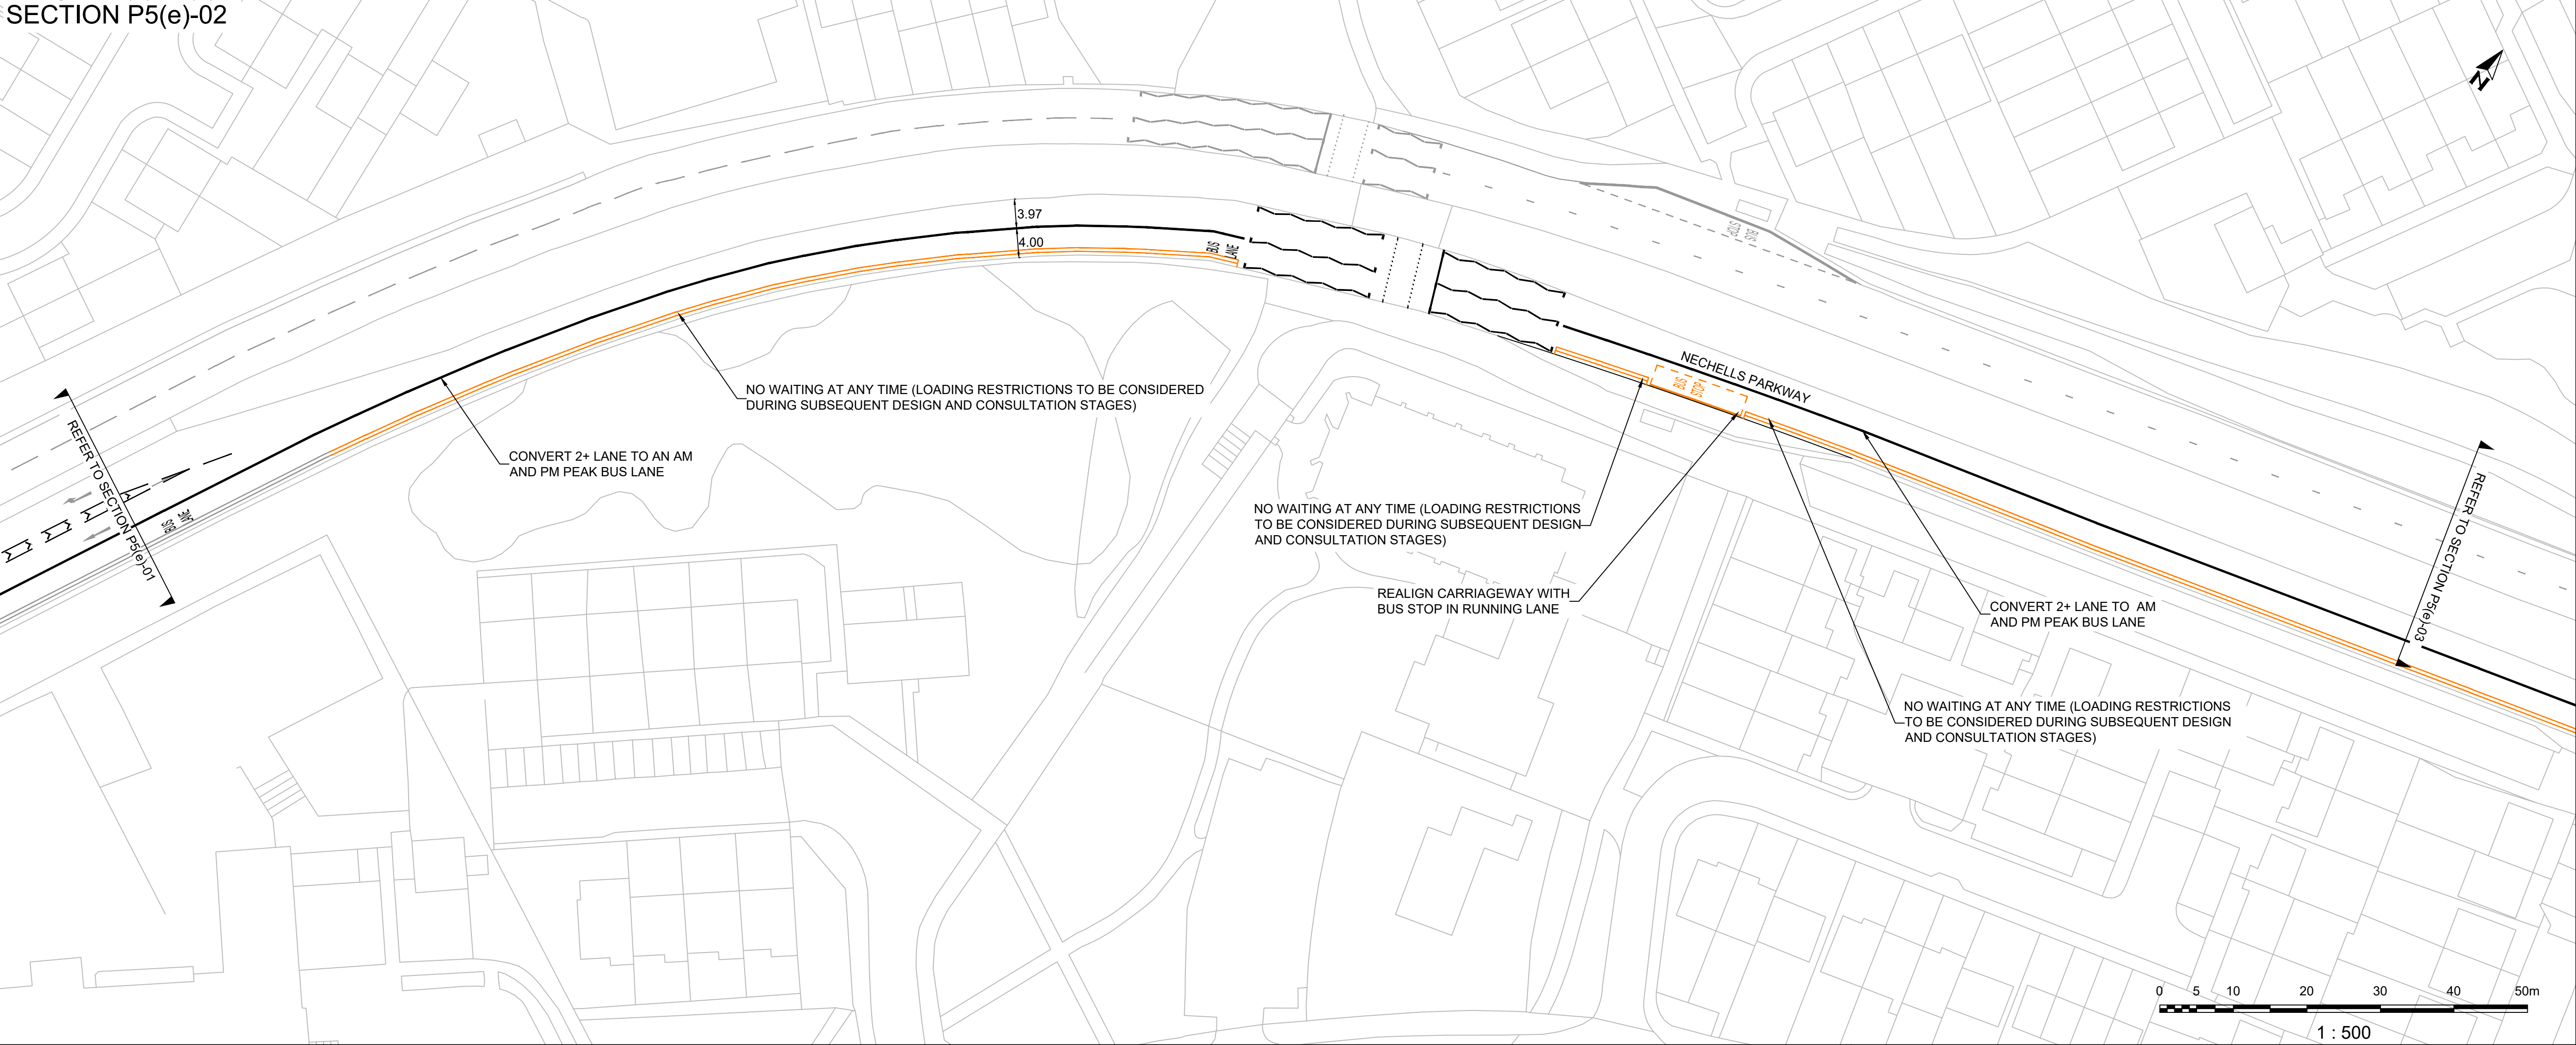 SECTION P5(e)-02
N
3.97
4.00
BUS
LANE
BUS
STOP
NECHELLS PARKWAY
BUS
STOP
NO WAITING AT ANY TIME (LOADING RESTRICTIONS TO BE CONSIDERED
DURING SUBSEQUENT DESIGN AND CONSULTATION STAGES)
CONVERT 2+ LANE TO AN AM
AND PM PEAK BUS LANE
REFER TO SECTION P5(e)-01
BUS
LANE
NO WAITING AT ANY TIME (LOADING RESTRICTIONS
TO BE CONSIDERED DURING SUBSEQUENT DESIGN
AND CONSULTATION STAGES)
REALIGN CARRIAGEWAY WITH
BUS STOP IN RUNNING LANE
CONVERT 2+ LANE TO  AM
AND PM PEAK BUS LANE
REFER TO SECTION P5(e)-03
NO WAITING AT ANY TIME (LOADING RESTRICTIONS
TO BE CONSIDERED DURING SUBSEQUENT DESIGN
AND CONSULTATION STAGES)
0 5 10 20 30 40 50m
1 : 500